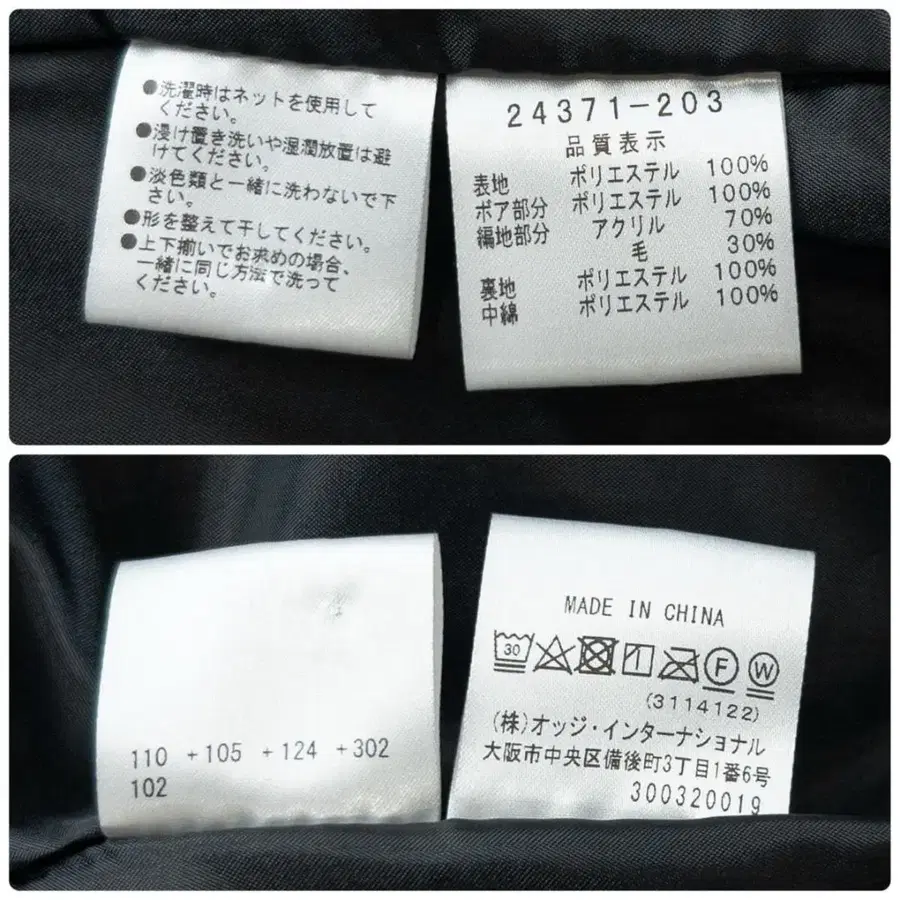 ●洗濯時はネットを使用して
ください。
●浸け置き洗いや湿潤放置は避
けてください。
●淡色類と一緒に洗わないで下
さい。
●形を整えて干してください。
●上下揃いでお求めの場合、
一緒に同じ方法で洗って
ください。
24371-203
品質表示
表地 ポリエステル 100%
ボア部分 ポリエステル 100%
編地部分 アクリル 70%
毛 30%
裏地 ポリエステル 100%
中綿 ポリエステル 100%
110 +105 +124 +302
102
MADE IN CHINA
30 F W
(3114122)
(株)オッジ・インターナショナル
大阪市中央区備後町3丁目1番6号
300320019